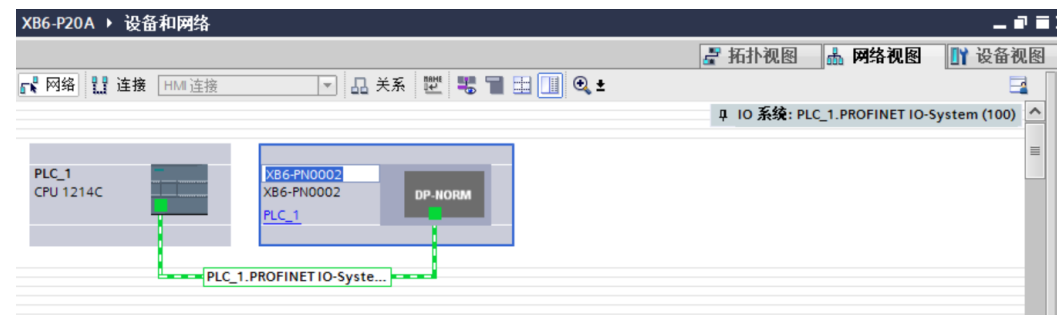 XB6-P20A ▸ 设备和网络
拓扑视图 网络视图 设备视图
网络 连接 HMI 连接 关系 NAME
IO 系统: PLC_1.PROFINET IO-System (100)
PLC_1
CPU 1214C
XB6-PN0002
XB6-PN0002
PLC_1
DP-NORM
PLC_1.PROFINET IO-Syste...